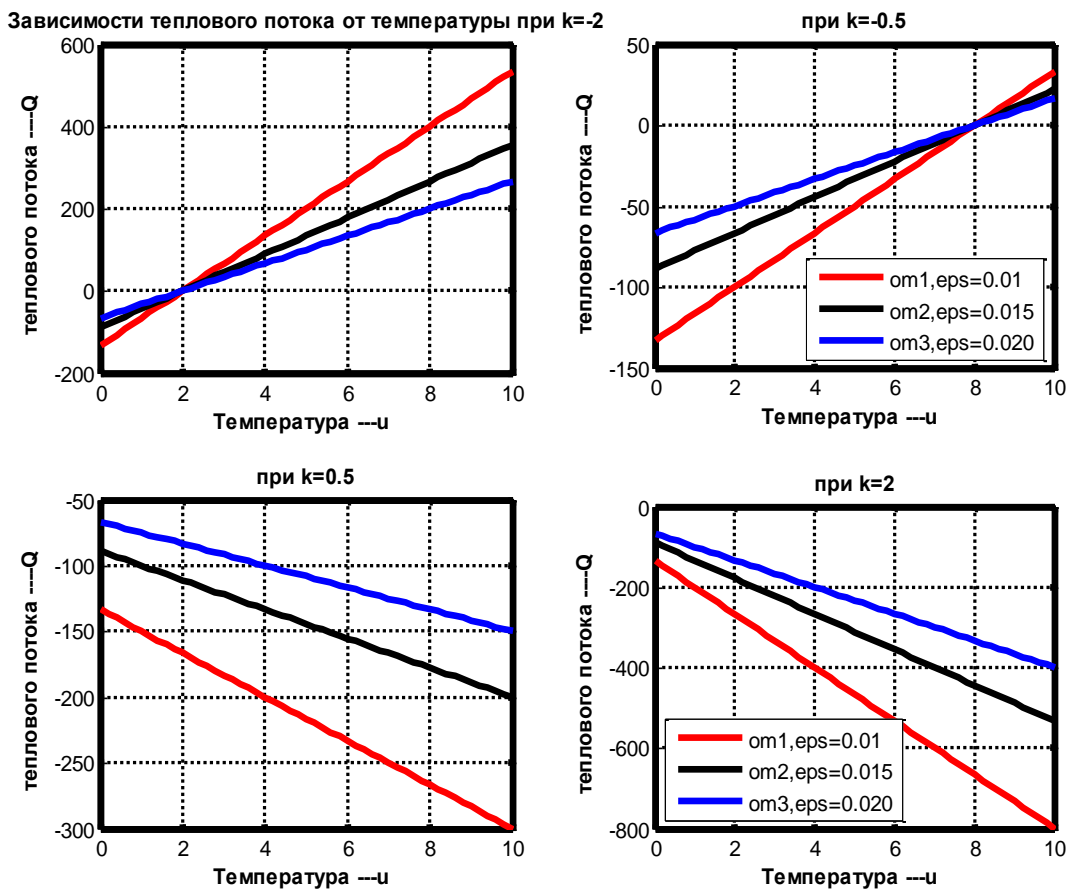 Зависимости теплового потока от температуры при k=-2
600
400
200
0
-200
0 2 4 6 8 10
теплового потока ----Q
Температура ---u
при k=-0.5
50
0
-50
-100
-150
0 2 4 6 8 10
теплового потока ----Q
Температура ---u
om1,eps=0.01
om2,eps=0.015
om3,eps=0.020
при k=0.5
-50
-100
-150
-200
-250
-300
0 2 4 6 8 10
теплового потока ----Q
Температура ---u
при k=2
0
-200
-400
-600
-800
0 2 4 6 8 10
теплового потока ----Q
Температура ---u
om1,eps=0.01
om2,eps=0.015
om3,eps=0.020